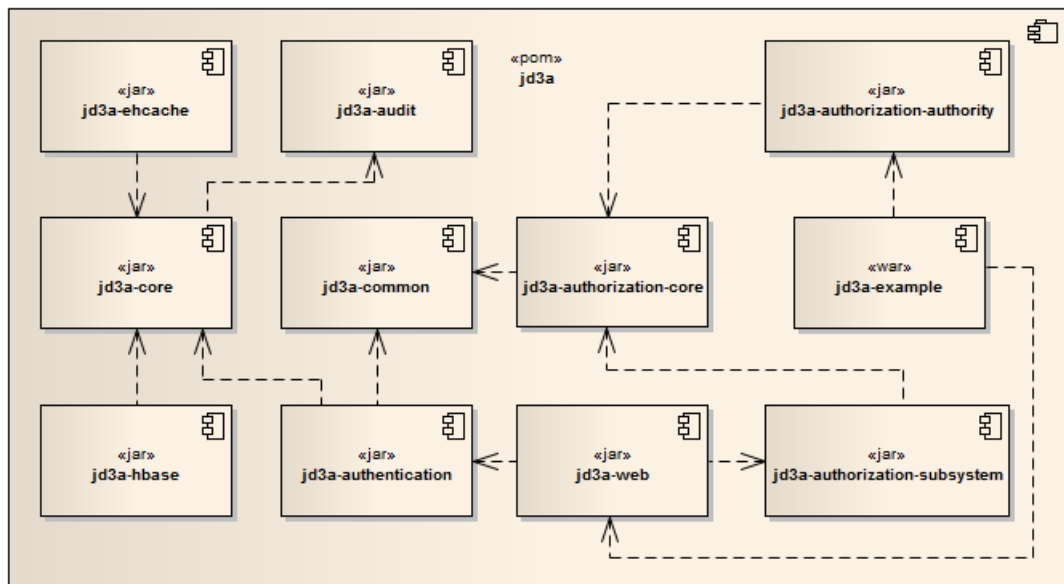 «pom»
jd3a
«jar»
jd3a-ehcache
«jar»
jd3a-audit
«jar»
jd3a-authorization-authority
«jar»
jd3a-core
«jar»
jd3a-common
«jar»
jd3a-authorization-core
«war»
jd3a-example
«jar»
jd3a-hbase
«jar»
jd3a-authentication
«jar»
jd3a-web
«jar»
jd3a-authorization-subsystem